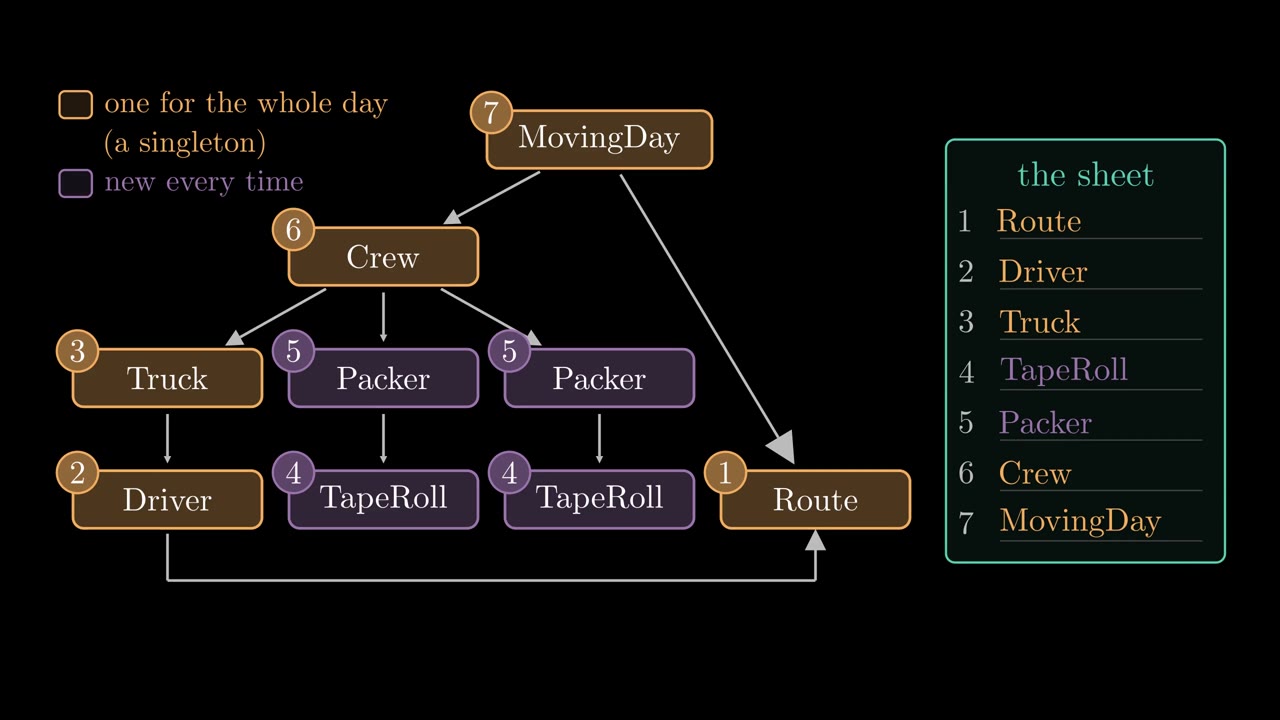 one for the whole day
(a singleton)
new every time
7
MovingDay
6
Crew
3
Truck
5
Packer
5
Packer
2
Driver
4
TapeRoll
4
TapeRoll
1
Route
the sheet
1 Route
2 Driver
3 Truck
4 TapeRoll
5 Packer
6 Crew
7 MovingDay